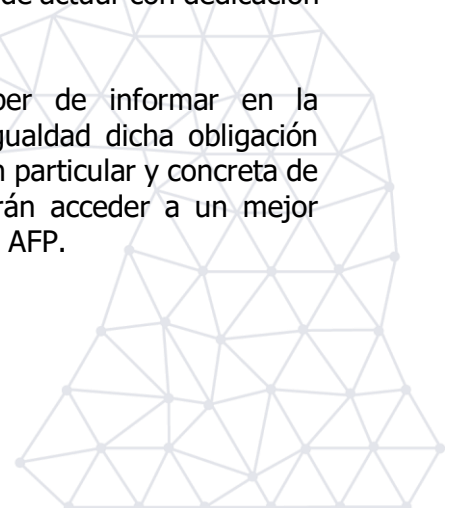 de actuar con dedicación
ber de informar en la
gualdad dicha obligación
n particular y concreta de
rán acceder a un mejor
AFP.